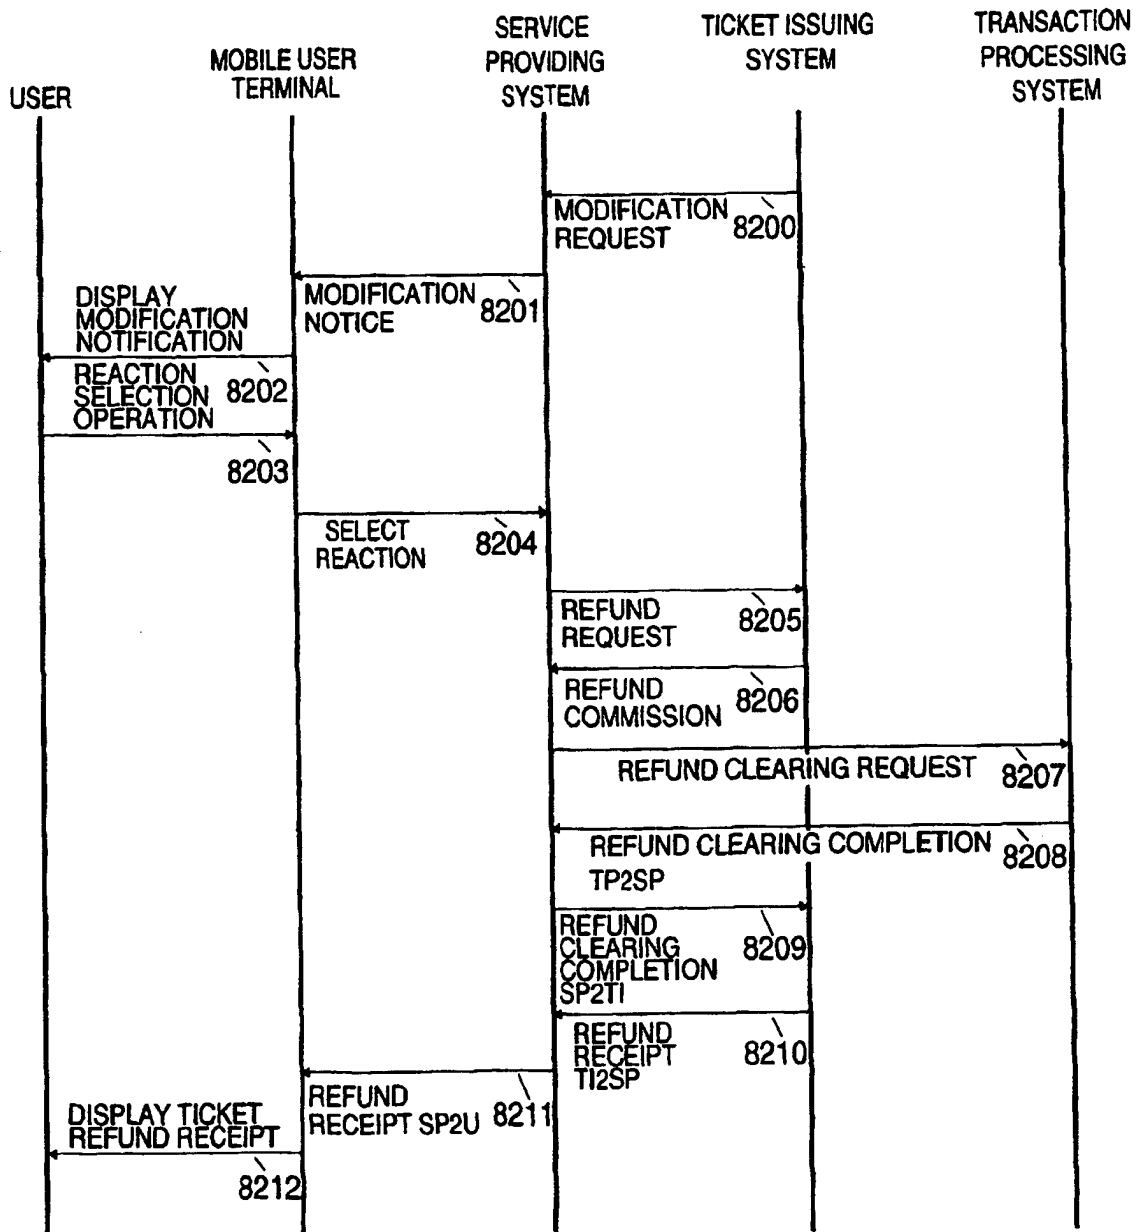 USER
MOBILE USER
TERMINAL
SERVICE
PROVIDING
SYSTEM
TICKET ISSUING
SYSTEM
TRANSACTION
PROCESSING
SYSTEM
MODIFICATION
REQUEST
8200
MODIFICATION
NOTICE
8201
DISPLAY
MODIFICATION
NOTIFICATION
8202
REACTION
SELECTION
OPERATION
8203
SELECT
REACTION
8204
REFUND
REQUEST
8205
REFUND
COMMISSION
8206
REFUND CLEARING REQUEST
8207
REFUND CLEARING COMPLETION
TP2SP
8208
REFUND
CLEARING
COMPLETION
SP2TI
8209
REFUND
RECEIPT
TI2SP
8210
REFUND
RECEIPT SP2U
8211
DISPLAY TICKET
REFUND RECEIPT
8212